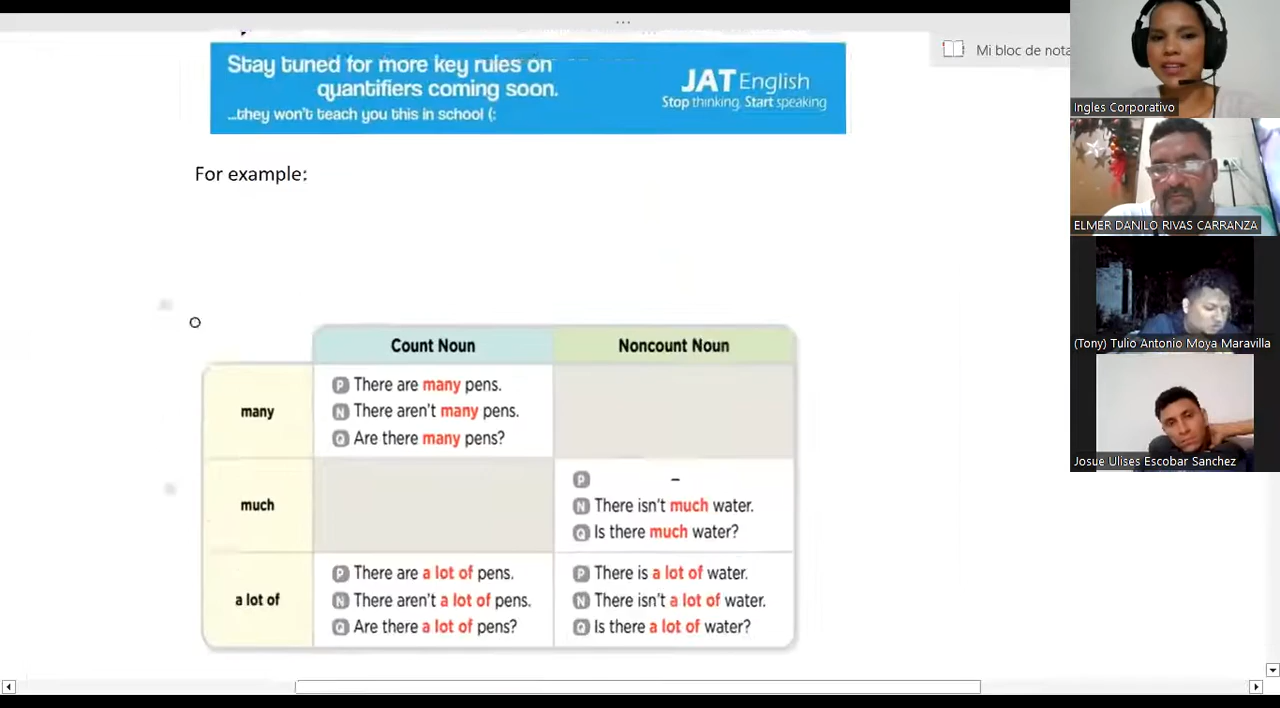 Stay tuned for more key rules on
quantifiers coming soon.
...they won't teach you this in school (:
JAT English
Stop thinking. Start speaking
Mi bloc de nota
For example:
Count Noun
Noncount Noun
many
P There are many pens.
N There aren't many pens.
Q Are there many pens?
much
P –
N There isn't much water.
Q Is there much water?
a lot of
P There are a lot of pens.
N There aren't a lot of pens.
Q Are there a lot of pens?
P There is a lot of water.
N There isn't a lot of water.
Q Is there a lot of water?
Ingles Corporativo
ELMER DANILO RIVAS CARRANZA
(Tony) Tulio Antonio Moya Maravilla
Josue Ulises Escobar Sanchez